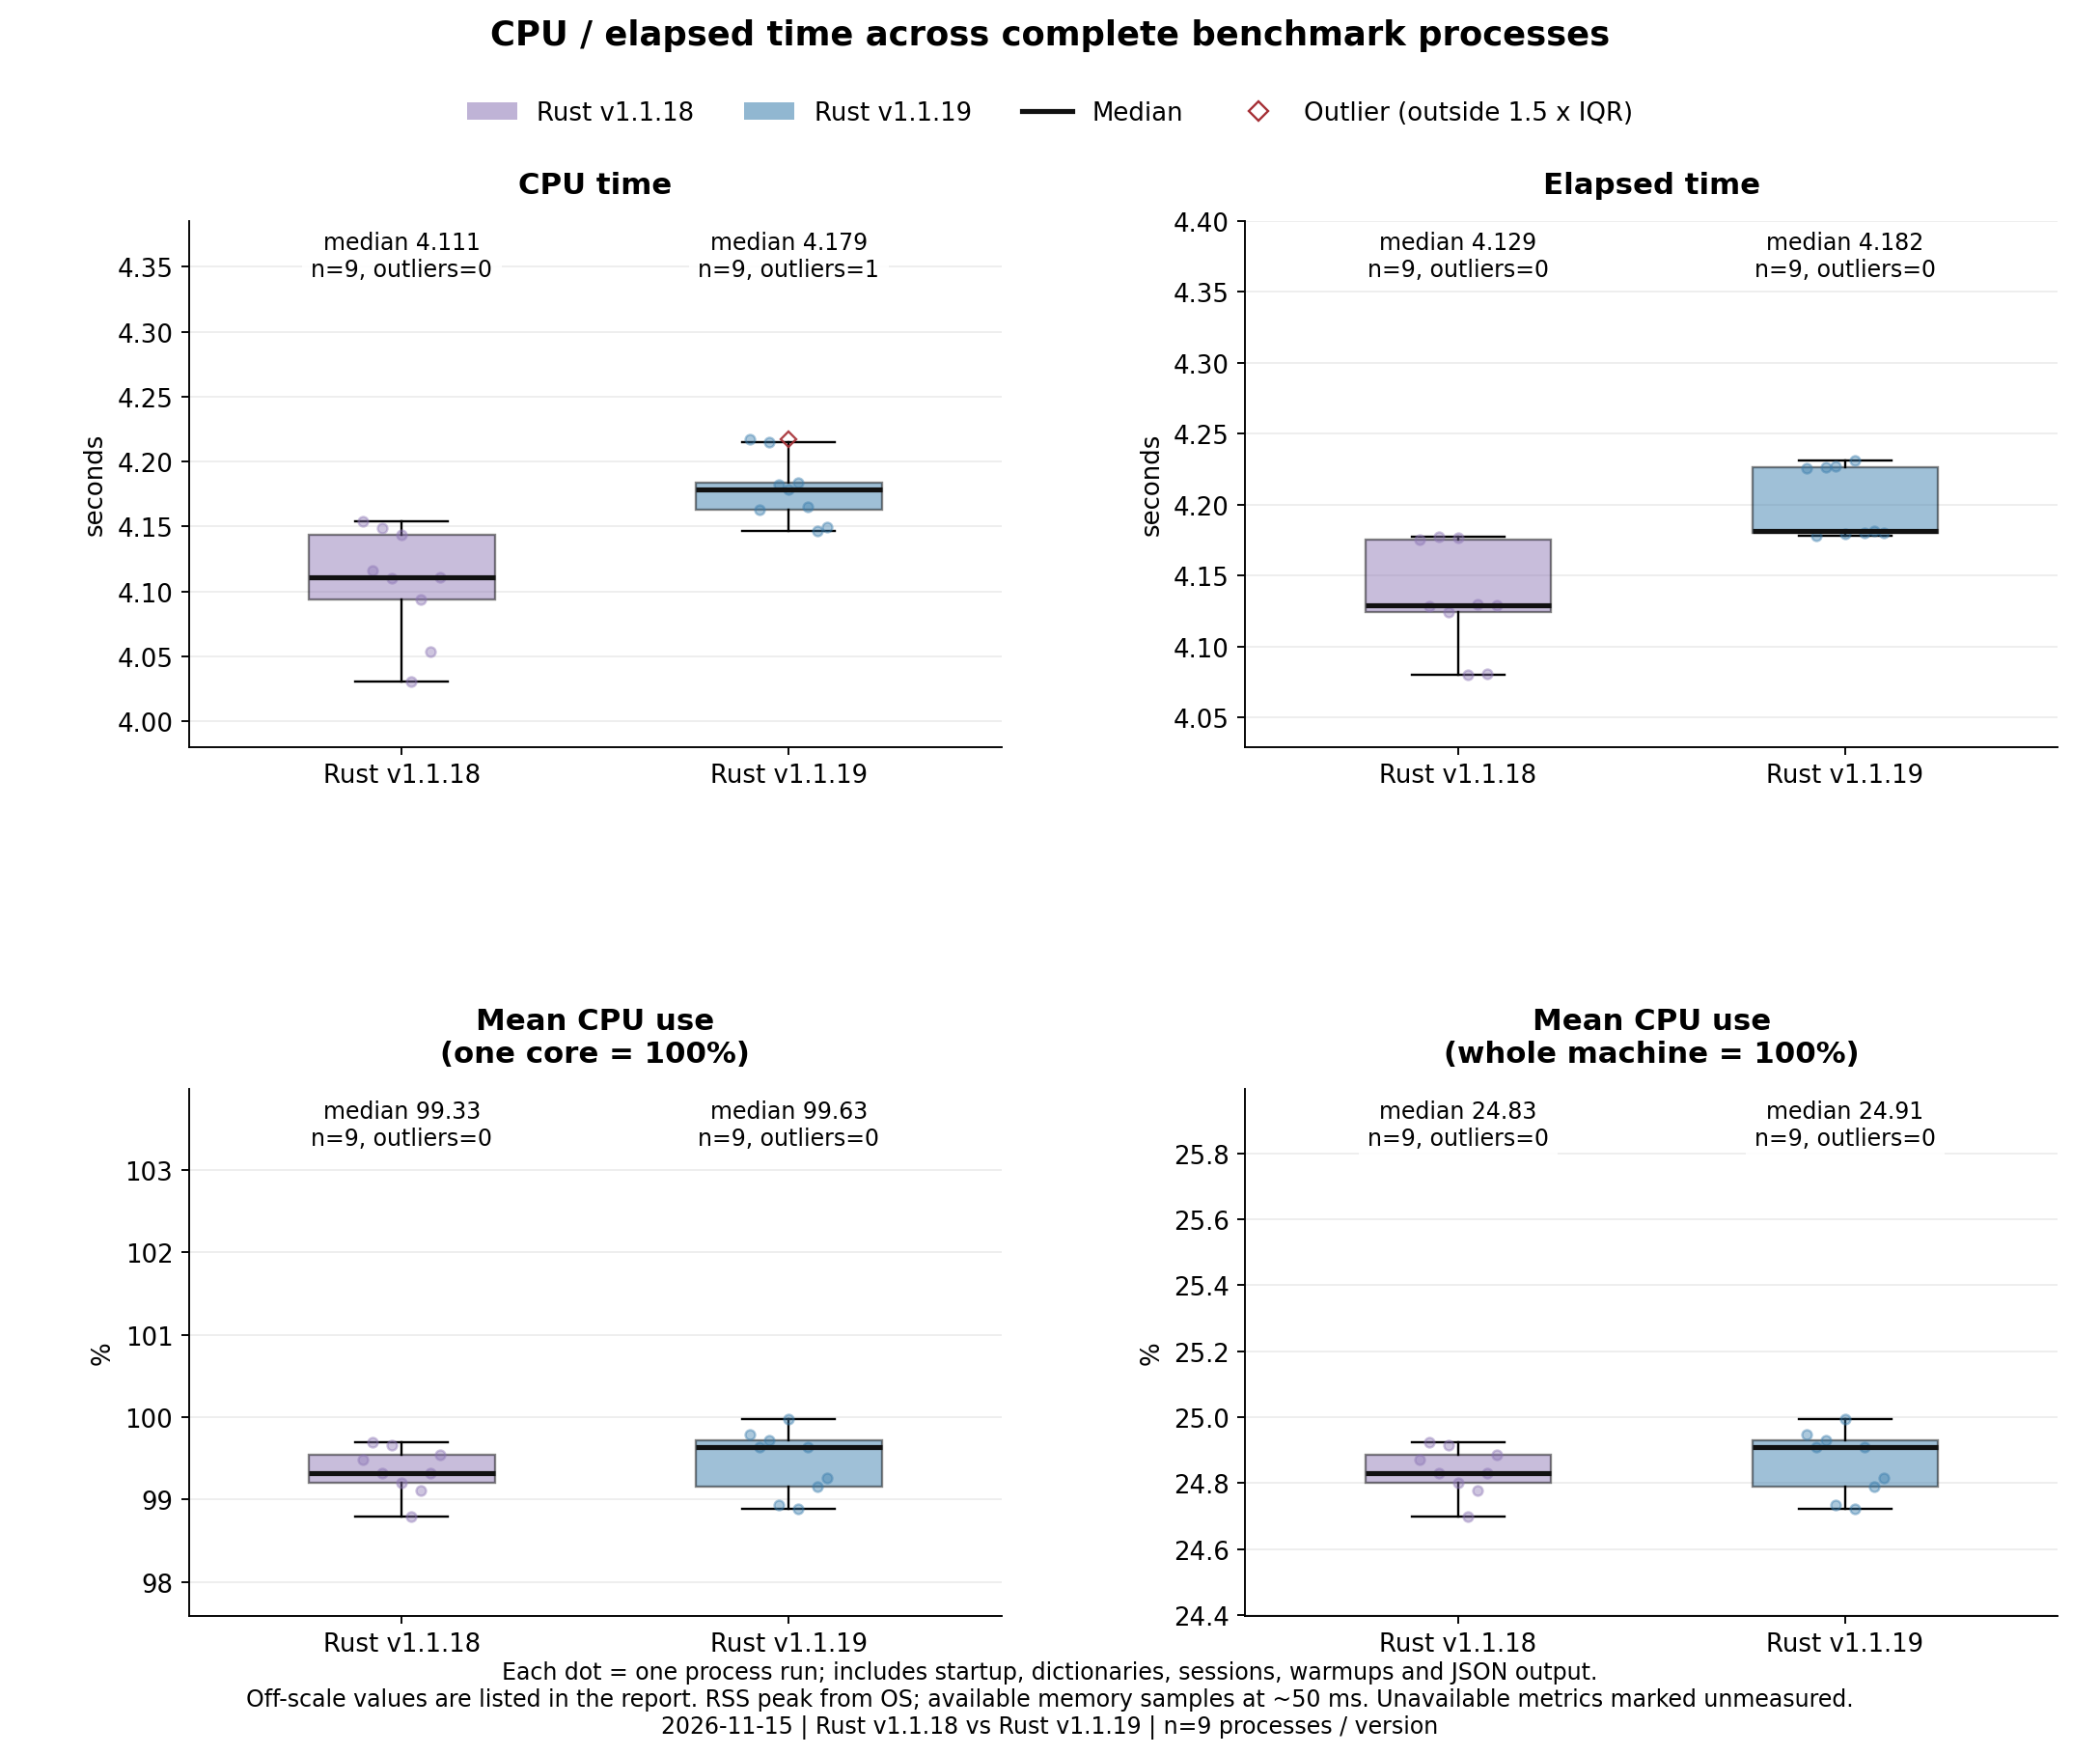 CPU / elapsed time across complete benchmark processes
Rust v1.1.18
Rust v1.1.19
Median
Outlier (outside 1.5 x IQR)
CPU time
median 4.111
n=9, outliers=0
median 4.179
n=9, outliers=1
4.35
4.30
4.25
4.20
4.15
4.10
4.05
4.00
seconds
Rust v1.1.18
Rust v1.1.19
Elapsed time
median 4.129
n=9, outliers=0
median 4.182
n=9, outliers=0
4.40
4.35
4.30
4.25
4.20
4.15
4.10
4.05
seconds
Rust v1.1.18
Rust v1.1.19
Mean CPU use
(one core = 100%)
median 99.33
n=9, outliers=0
median 99.63
n=9, outliers=0
103
102
101
100
99
98
%
Rust v1.1.18
Rust v1.1.19
Mean CPU use
(whole machine = 100%)
median 24.83
n=9, outliers=0
median 24.91
n=9, outliers=0
25.8
25.6
25.4
25.2
25.0
24.8
24.6
24.4
%
Rust v1.1.18
Rust v1.1.19
Each dot = one process run; includes startup, dictionaries, sessions, warmups and JSON output.
Off-scale values are listed in the report. RSS peak from OS; available memory samples at ~50 ms. Unavailable metrics marked unmeasured.
2026-11-15 | Rust v1.1.18 vs Rust v1.1.19 | n=9 processes / version